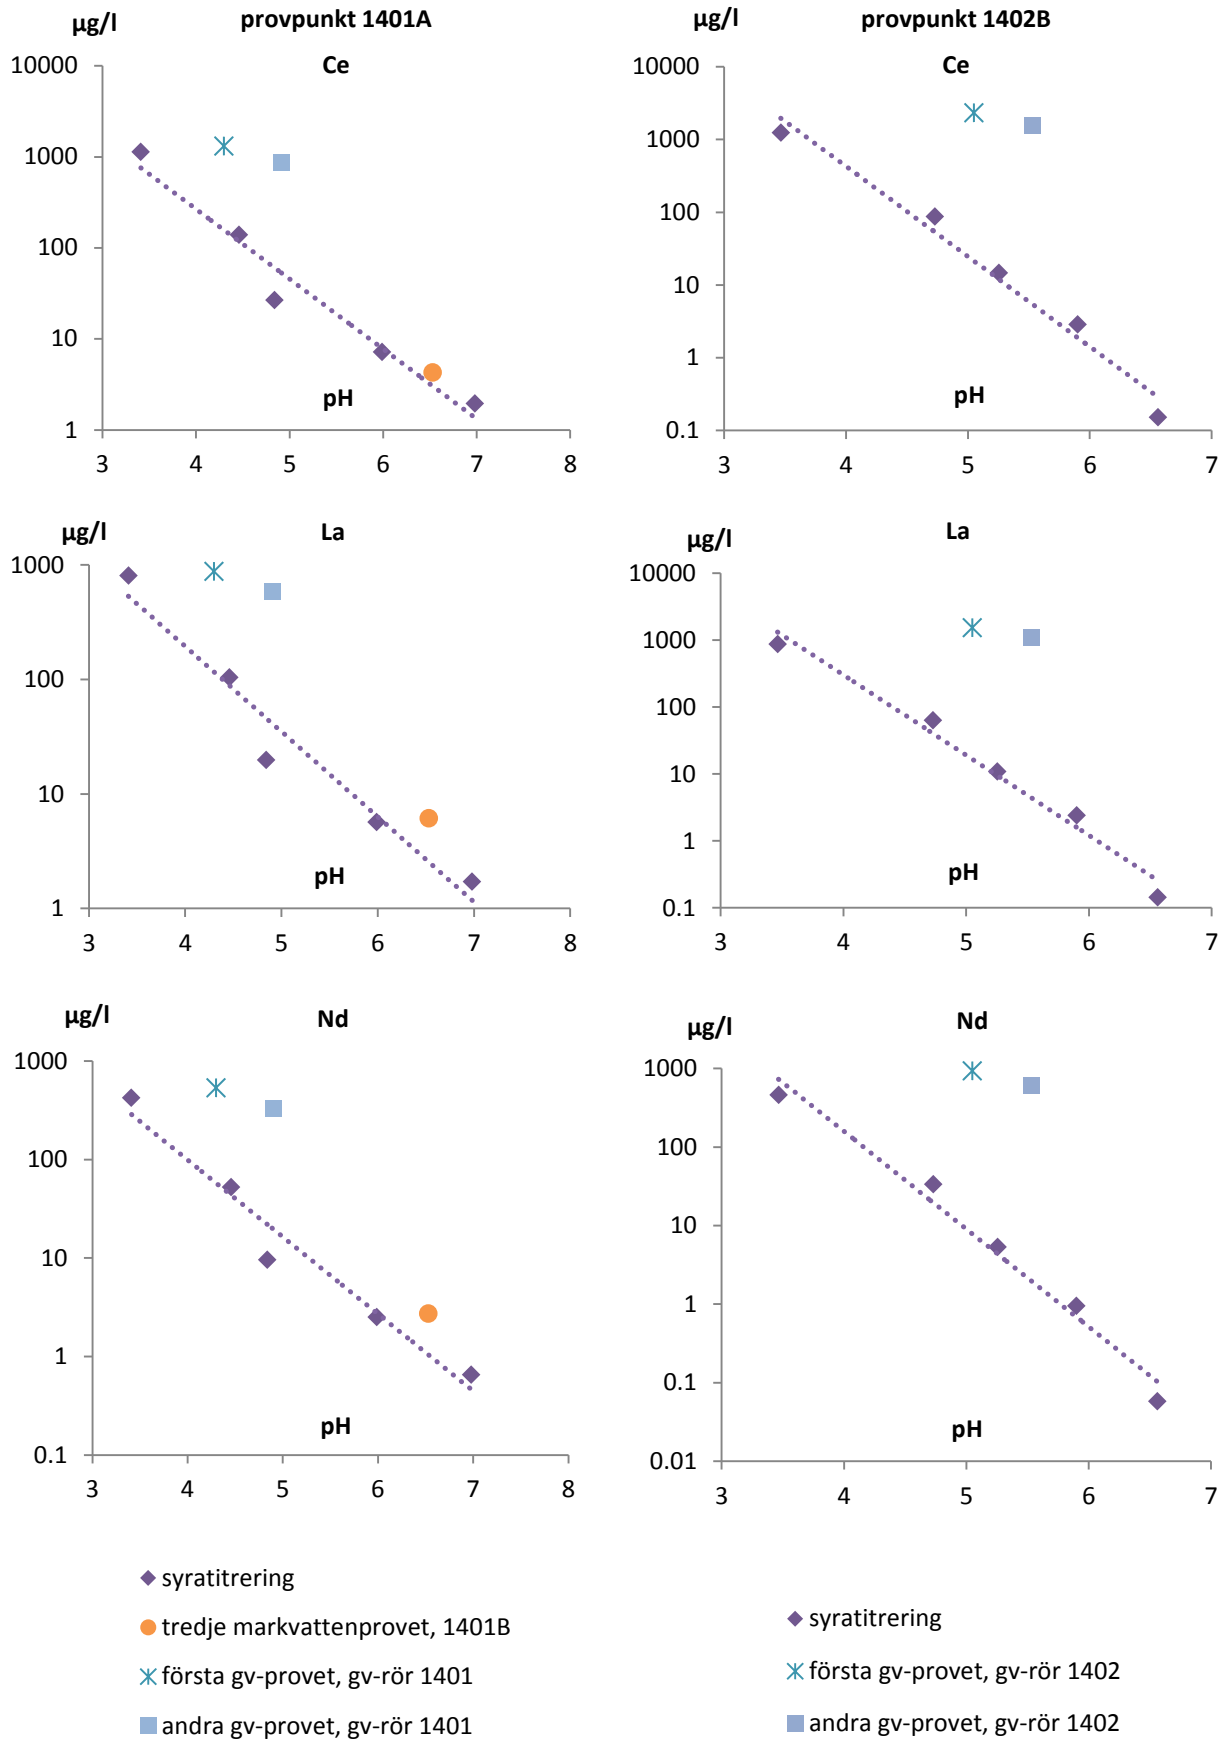 µg/l
provpunkt 1401A
Ce
10000
1000
100
10
1
pH
3 4 5 6 7 8
provpunkt 1402B
Ce
10000
1000
100
10
1
0.1
pH
3 4 5 6 7
µg/l
La
1000
100
10
1
pH
3 4 5 6 7 8
µg/l
La
10000
1000
100
10
1
0.1
pH
3 4 5 6 7
µg/l
Nd
1000
100
10
1
0.1
pH
3 4 5 6 7 8
µg/l
Nd
1000
100
10
1
0.1
0.01
pH
3 4 5 6 7
syratitrering
tredje markvattenprovet, 1401B
första gv-provet, gv-rör 1401
andra gv-provet, gv-rör 1401
syratitrering
första gv-provet, gv-rör 1402
andra gv-provet, gv-rör 1402